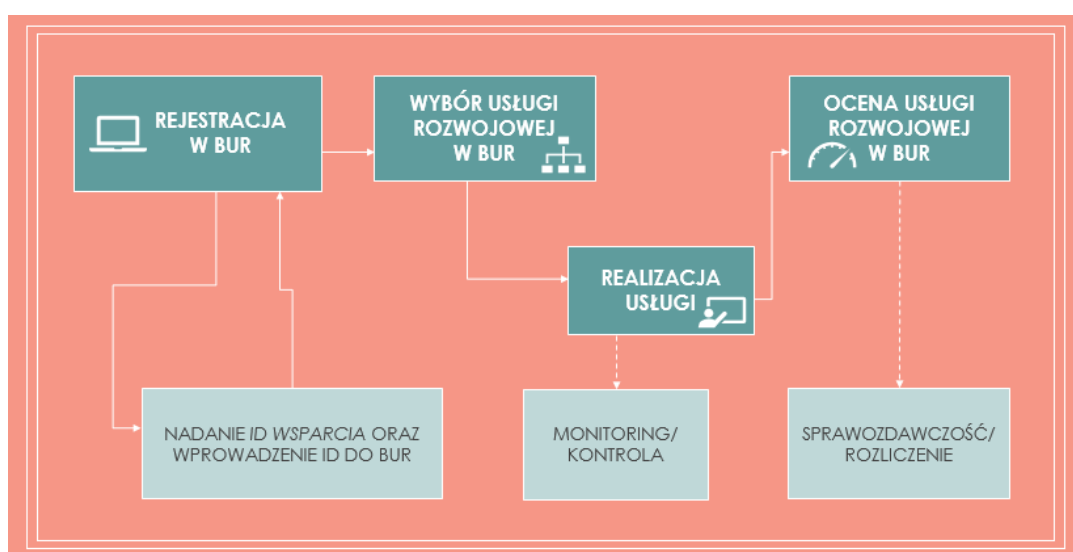 REJESTRACJA
W BUR
WYBÓR USŁUGI
ROZWOJOWEJ
W BUR
OCENA USŁUGI
ROZWOJOWEJ
W BUR
REALIZACJA
USŁUGI
NADANIE ID WSPARCIA ORAZ
WPROWADZENIE ID DO BUR
MONITORING/
KONTROLA
SPRAWOZDAWCZOŚĆ/
ROZLICZENIE